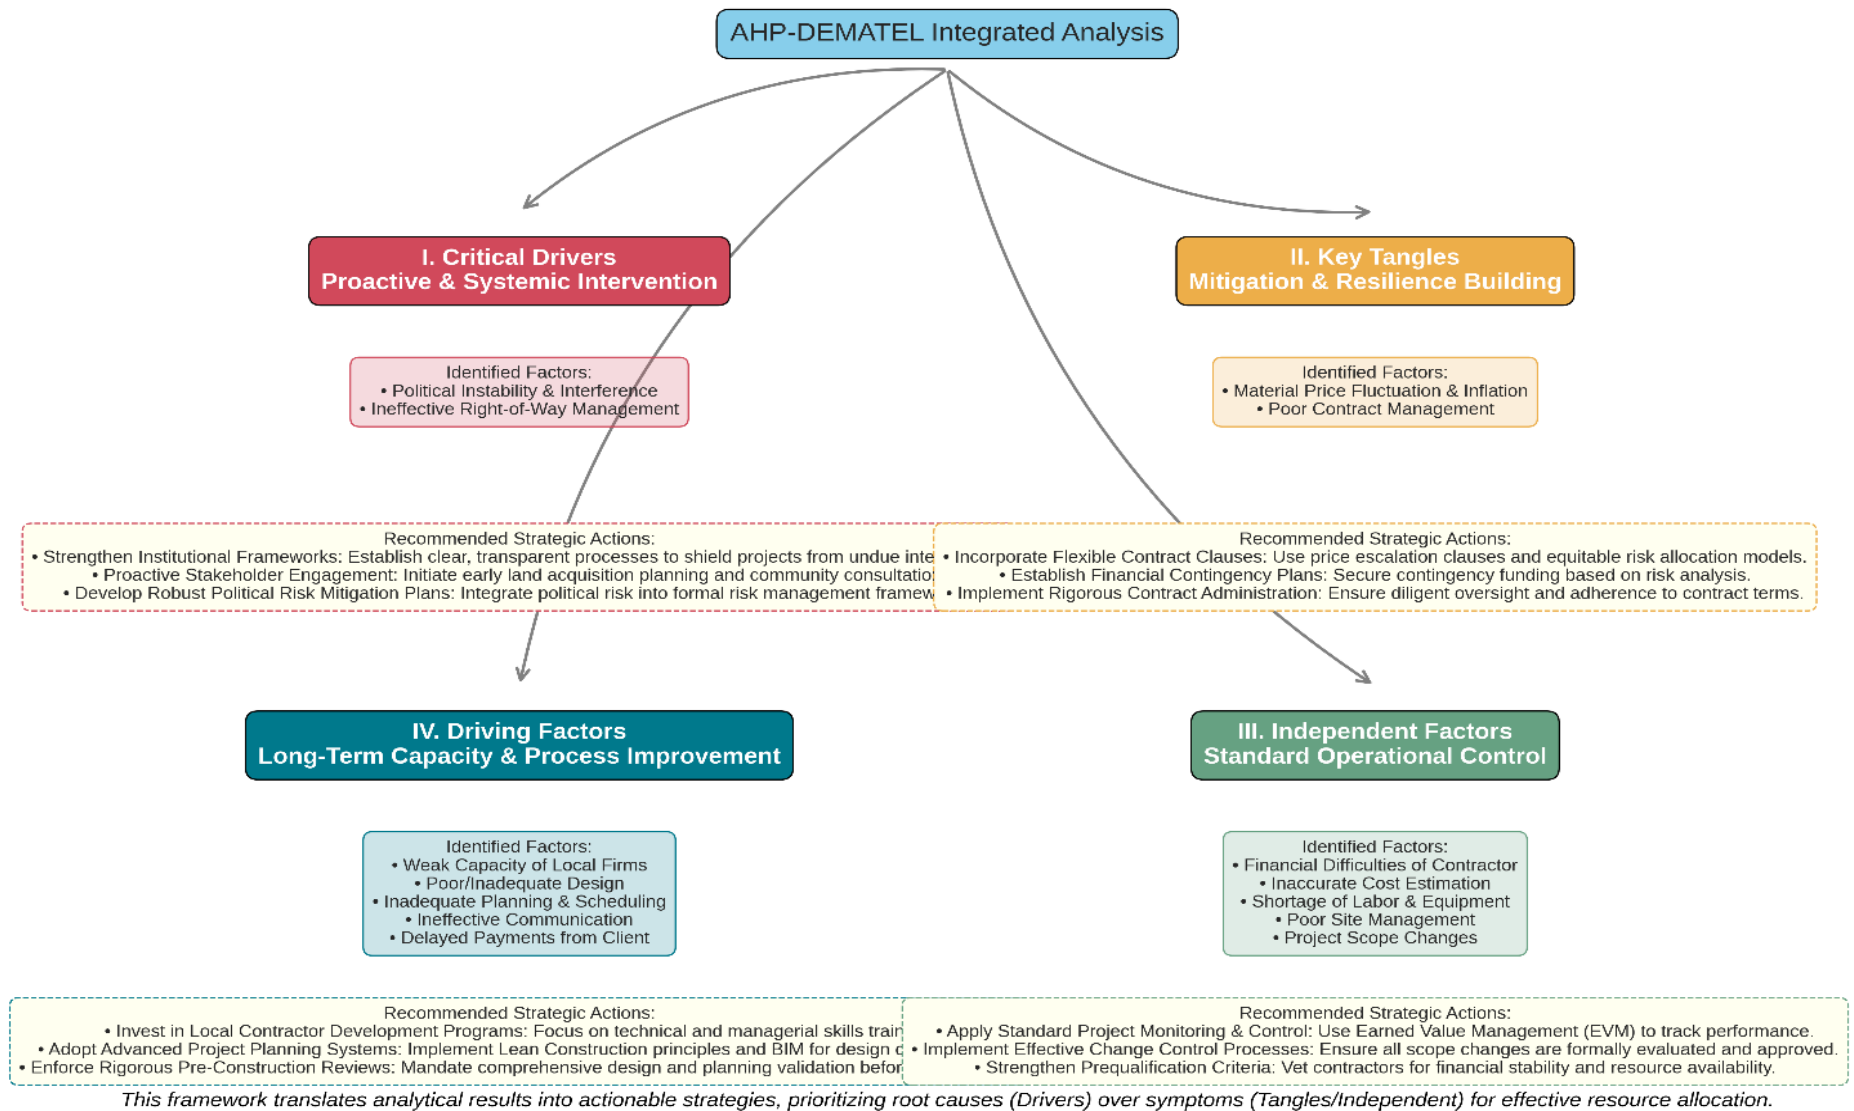 AHP-DEMATEL Integrated Analysis
I. Critical Drivers
Proactive & Systemic Intervention
II. Key Tangles
Mitigation & Resilience Building
Identified Factors:
• Political Instability & Interference
• Ineffective Right-of-Way Management
Identified Factors:
• Material Price Fluctuation & Inflation
• Poor Contract Management
Recommended Strategic Actions:
• Strengthen Institutional Frameworks: Establish clear, transparent processes to shield projects from undue
• Proactive Stakeholder Engagement: Initiate early land acquisition planning and community
• Develop Robust Political Risk Mitigation Plans: Integrate political risk into formal risk management
Recommended Strategic Actions:
• Incorporate Flexible Contract Clauses: Use price escalation clauses and equitable risk allocation models.
• Establish Financial Contingency Plans: Secure contingency funding based on risk analysis.
• Implement Rigorous Contract Administration: Ensure diligent oversight and adherence to contract terms.
IV. Driving Factors
Long-Term Capacity & Process Improvement
III. Independent Factors
Standard Operational Control
Identified Factors:
• Weak Capacity of Local Firms
• Poor/Inadequate Design
• Inadequate Planning & Scheduling
• Ineffective Communication
• Delayed Payments from Client
Identified Factors:
• Financial Difficulties of Contractor
• Inaccurate Cost Estimation
• Shortage of Labor & Equipment
• Poor Site Management
• Project Scope Changes
Recommended Strategic Actions:
• Invest in Local Contractor Development Programs: Focus on technical and managerial skills
• Adopt Advanced Project Planning Systems: Implement Lean Construction principles and BIM for design
• Enforce Rigorous Pre-Construction Reviews: Mandate comprehensive design and planning validation
Recommended Strategic Actions:
• Apply Standard Project Monitoring & Control: Use Earned Value Management (EVM) to track performance.
• Implement Effective Change Control Processes: Ensure all scope changes are formally evaluated and approved.
• Strengthen Prequalification Criteria: Vet contractors for financial stability and resource availability.
This framework translates analytical results into actionable strategies, prioritizing root causes (Drivers) over symptoms (Tangles/Independent) for effective resource allocation.